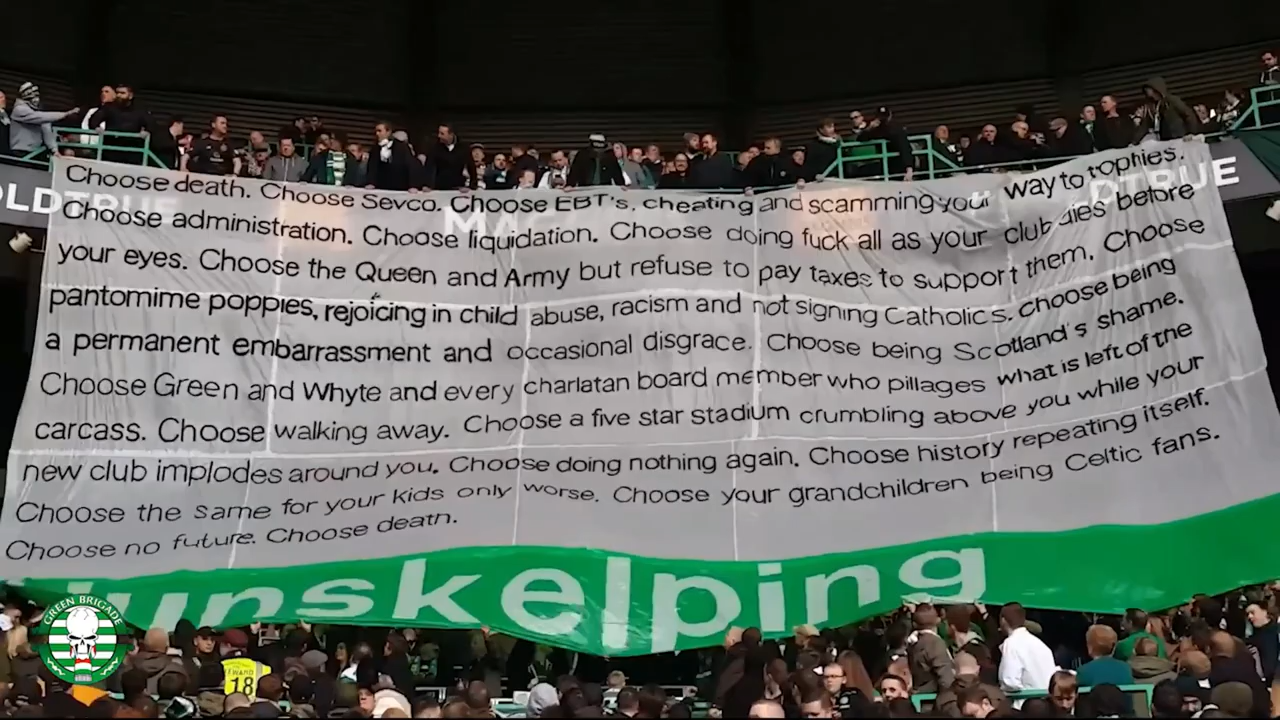 Choose death. Choose Sevco. Choose EBT's, cheating and scamming your way to trophies.
Choose administration. Choose liquidation. Choose doing fuck all as your club dies before
your eyes. Choose the Queen and Army but refuse to pay taxes to support them. Choose
pantomime poppies, rejoicing in child abuse, racism and not signing Catholics. Choose being
a permanent embarrassment and occasional disgrace. Choose being Scotland's shame.
Choose Green and Whyte and every charlatan board member who pillages what is left of the
carcass. Choose walking away. Choose a five star stadium crumbling above you while your
new club implodes around you. Choose doing nothing again. Choose history repeating itself.
Choose the same for your kids only worse. Choose your grandchildren being Celtic fans.
Choose no future. Choose death.
unskelping
GREEN BRIGADE
18